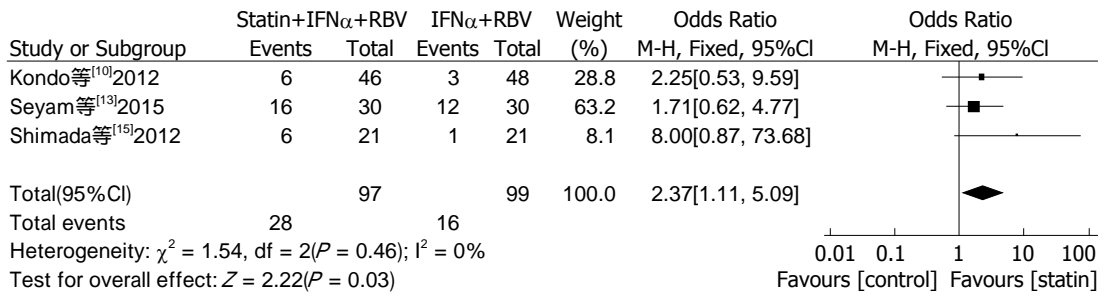 Statin+IFNα+RBV IFNα+RBV Weight Odds Ratio Odds Ratio
Study or Subgroup Events Total Events Total (%) M-H, Fixed, 95%Cl M-H, Fixed, 95%Cl
Kondo等[10]2012 6 46 3 48 28.8 2.25[0.53, 9.59]
Seyam等[13]2015 16 30 12 30 63.2 1.71[0.62, 4.77]
Shimada等[15]2012 6 21 1 21 8.1 8.00[0.87, 73.68]
Total(95%Cl) 97 99 100.0 2.37[1.11, 5.09]
Total events 28 16
Heterogeneity: χ² = 1.54, df = 2(P = 0.46); I² = 0%
Test for overall effect: Z = 2.22(P = 0.03)
0.01 0.1 1 10 100
Favours [control] Favours [statin]